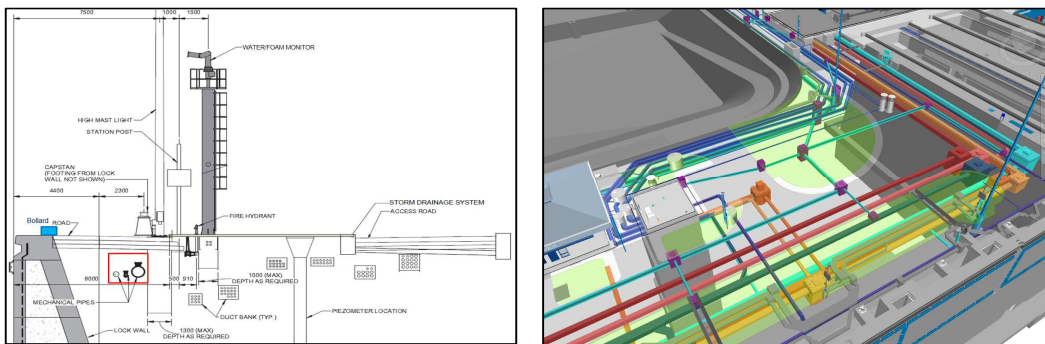 7500
1000
1500
WATER/FOAM MONITOR
HIGH MAST LIGHT
STATION POST
CAPSTAN
(FOOTING FROM LOCK
WALL NOT SHOWN)
4400
2300
FIRE HYDRANT
STORM DRAINAGE SYSTEM
ACCESS ROAD
Bollard
ROAD
8000
500
910
1000 (MAX)
DEPTH AS REQUIRED
MECHANICAL PIPES
DUCT BANK (TYP.)
PIEZOMETER LOCATION
LOCK WALL
1300 (MAX)
DEPTH AS REQUIRED